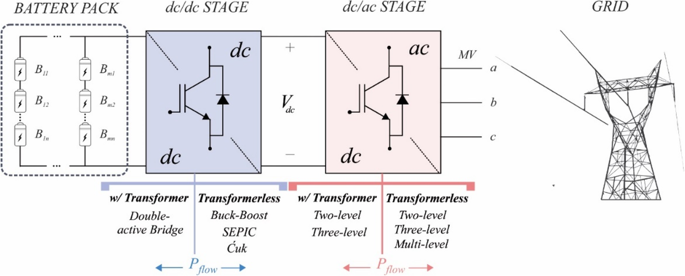 BATTERY PACK
dc/dc STAGE
dc/ac STAGE
GRID
...
...
B11
Bm1
B12
Bm2
B1n
Bmn
...
...
dc
dc
+
Vdc
−
ac
dc
MV
a
b
c
w/ Transformer
Double-
active Bridge
Transformerless
Buck-Boost
SEPIC
Ćuk
w/ Transformer
Two-level
Three-level
Transformerless
Two-level
Three-level
Multi-level
Pflow
Pflow